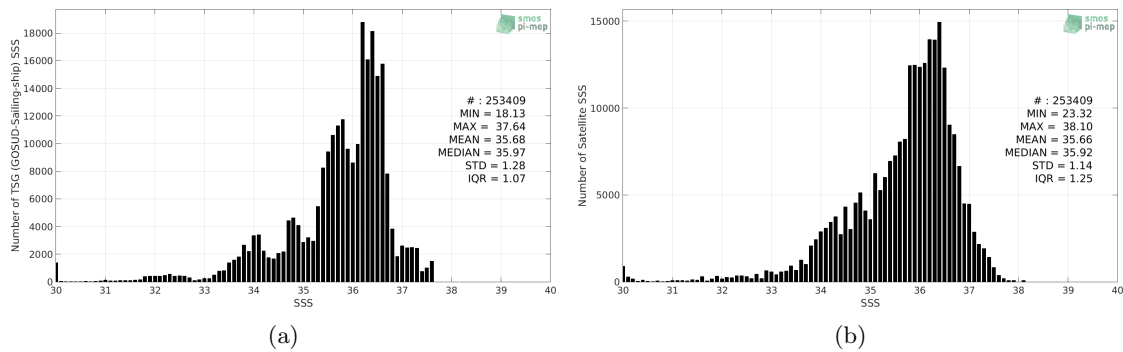 smos
pi-mep
18000
16000
14000
12000
10000
8000
6000
4000
2000
0
Number of TSG (GOSUD-Sailing-ship) SSS
# : 253409
MIN = 18.13
MAX = 37.64
MEAN = 35.68
MEDIAN = 35.97
STD = 1.28
IQR = 1.07
30 31 32 33 34 35 36 37 38 39 40
SSS
(a)
smos
pi-mep
15000
10000
5000
0
Number of Satellite SSS
# : 253409
MIN = 23.32
MAX = 38.10
MEAN = 35.66
MEDIAN = 35.92
STD = 1.14
IQR = 1.25
30 31 32 33 34 35 36 37 38 39 40
SSS
(b)